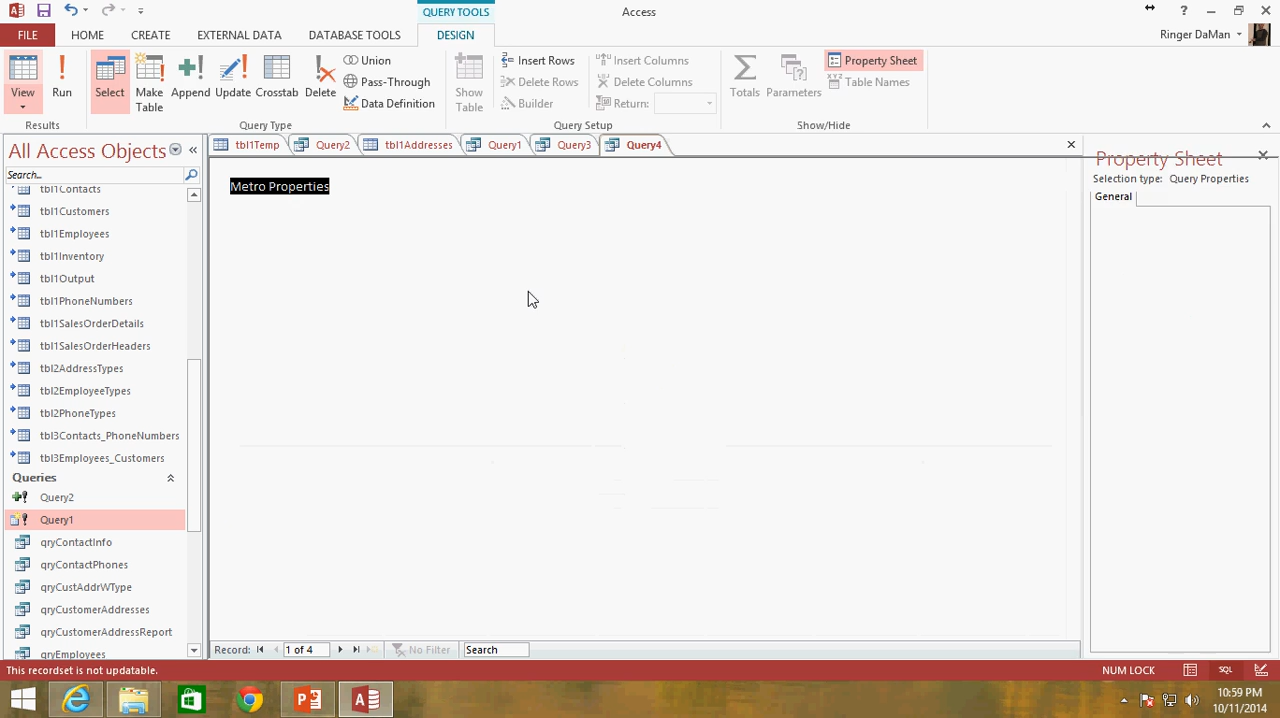 QUERY TOOLS
Access
?
FILE
HOME
CREATE
EXTERNAL DATA
DATABASE TOOLS
DESIGN
Ringer DaMan
View
Run
Select
Make Table
Append
Update
Crosstab
Delete
Union
Pass-Through
Data Definition
Show Table
Insert Rows
Delete Rows
Builder
Insert Columns
Delete Columns
Return:
Totals
Parameters
Property Sheet
Table Names
Results
Query Type
Query Setup
Show/Hide
All Access Objects
Search...
tbl1Contacts
tbl1Customers
tbl1Employees
tbl1Inventory
tbl1Output
tbl1PhoneNumbers
tbl1SalesOrderDetails
tbl1SalesOrderHeaders
tbl2AddressTypes
tbl2EmployeeTypes
tbl2PhoneTypes
tbl3Contacts_PhoneNumbers
tbl3Employees_Customers
Queries
Query2
Query1
qryContactInfo
qryContactPhones
qryCustAddrWType
qryCustomerAddresses
qryCustomerAddressReport
qryEmployees
tbl1Temp
Query2
tbl1Addresses
Query1
Query3
Query4
Metro Properties
Property Sheet
Selection type: Query Properties
General
Record:
1 of 4
No Filter
Search
This recordset is not updatable.
NUM LOCK
SQL
10:59 PM
10/11/2014